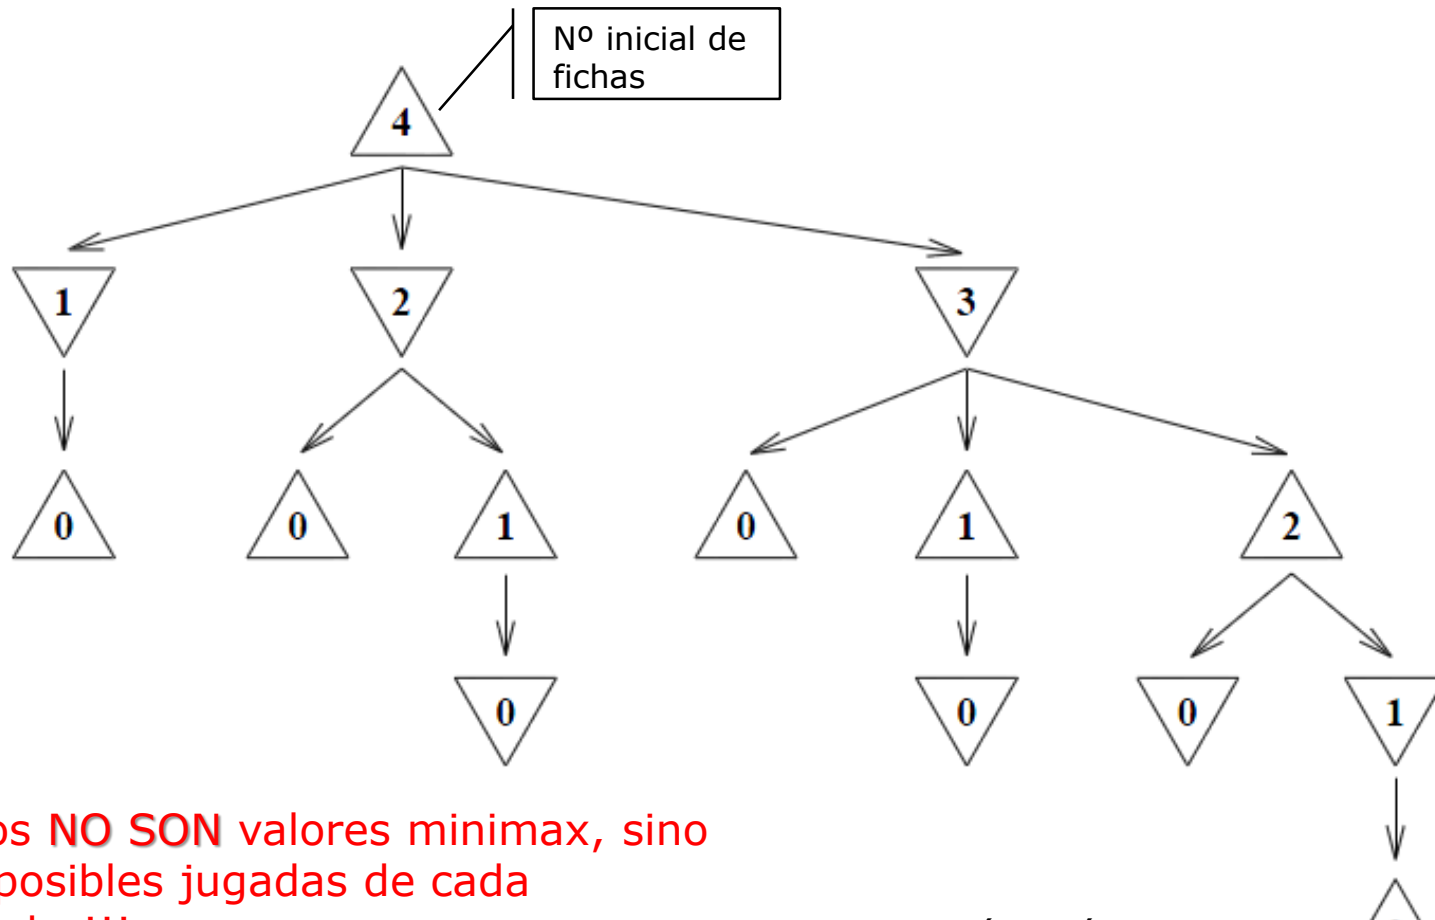 Nº inicial de
fichas
4
1 2 3
0 0 1 0 1 2
0 0 0 1
NO SON valores minimax, sino
posibles jugadas de cada